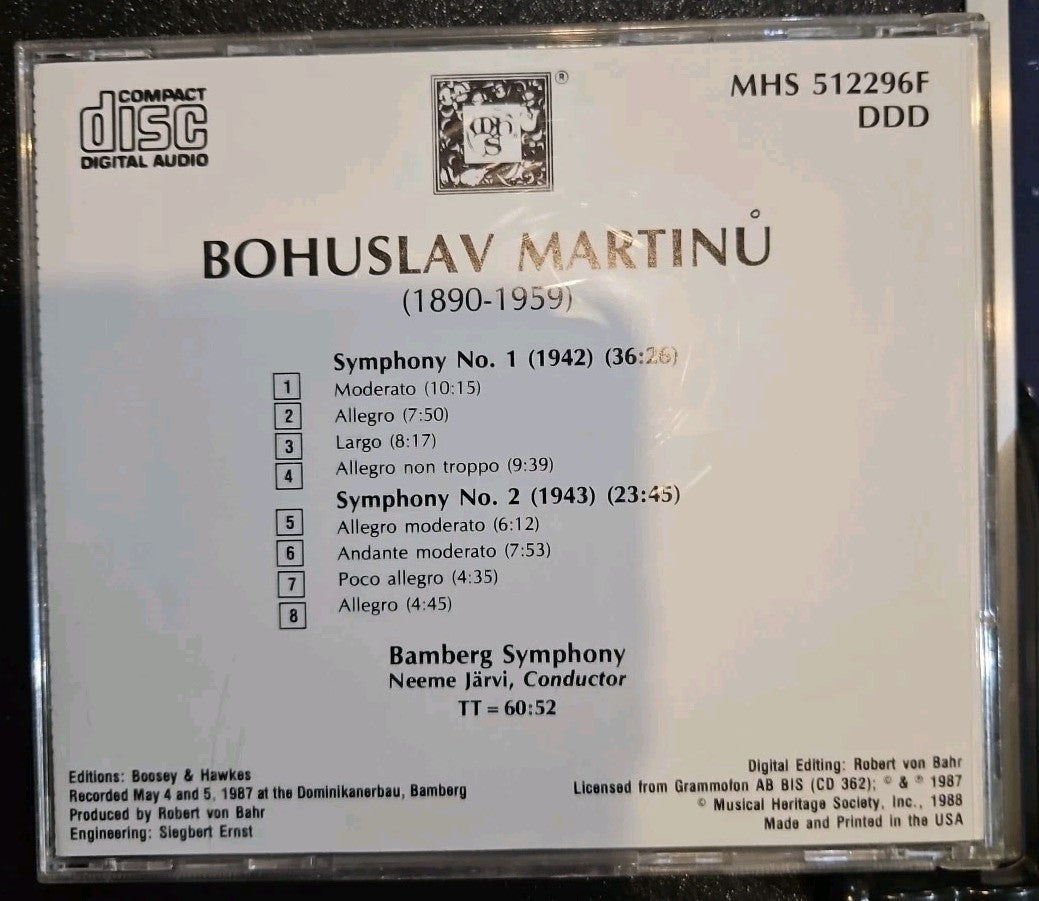 COMPACT
disc
DIGITAL AUDIO
MHS
®
MHS 512296F
DDD
BOHUSLAV MARTINŮ
(1890-1959)
Symphony No. 1 (1942) (36:26)
1 Moderato (10:15)
2 Allegro (7:50)
3 Largo (8:17)
4 Allegro non troppo (9:39)
Symphony No. 2 (1943) (23:45)
5 Allegro moderato (6:12)
6 Andante moderato (7:53)
7 Poco allegro (4:35)
8 Allegro (4:45)
Bamberg Symphony
Neeme Järvi, Conductor
TT = 60:52
Editions: Boosey & Hawkes
Recorded May 4 and 5, 1987 at the Dominikanerbau, Bamberg
Produced by Robert von Bahr
Engineering: Siegbert Ernst
Digital Editing: Robert von Bahr
Licensed from Grammofon AB BIS (CD 362); © & ℗ 1987
© Musical Heritage Society, Inc., 1988
Made and Printed in the USA